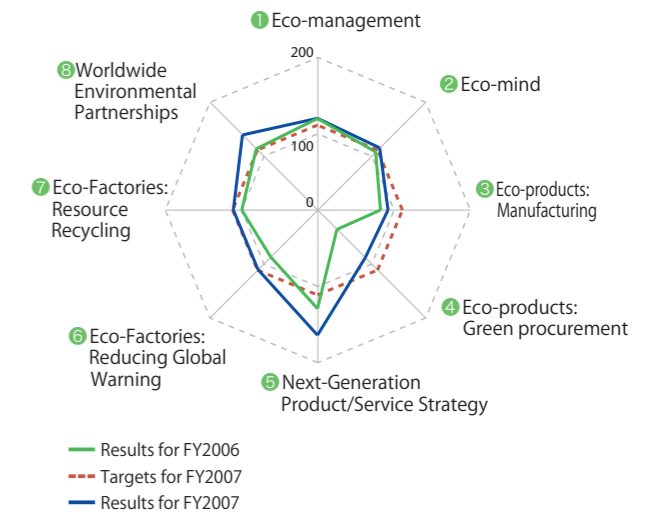 ❶Eco-management
200
❽Worldwide
Environmental
Partnerships
❷Eco-mind
100
❼Eco-Factories:
Resource
Recycling
0
❸Eco-products:
Manufacturing
❹Eco-products:
Green procurement
❻Eco-Factories:
Reducing Global
Warning
❺Next-Generation
Product/Service Strategy
Results for FY2006
Targets for FY2007
Results for FY2007